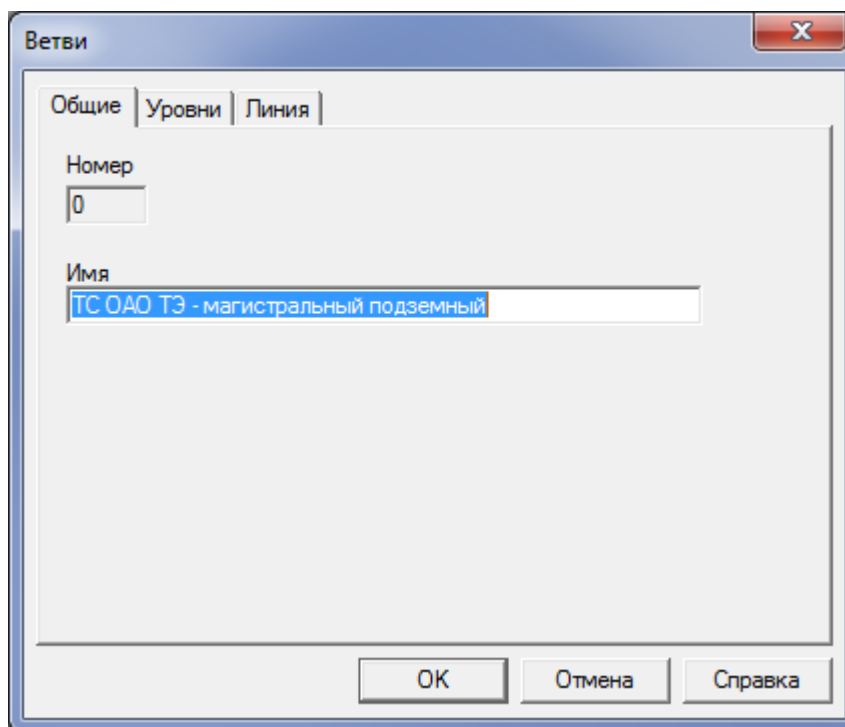 Ветви
Общие Уровни Линия
Номер
0
Имя
ТС ОАО ТЭ - магистральный подземный
OK Отмена Справка